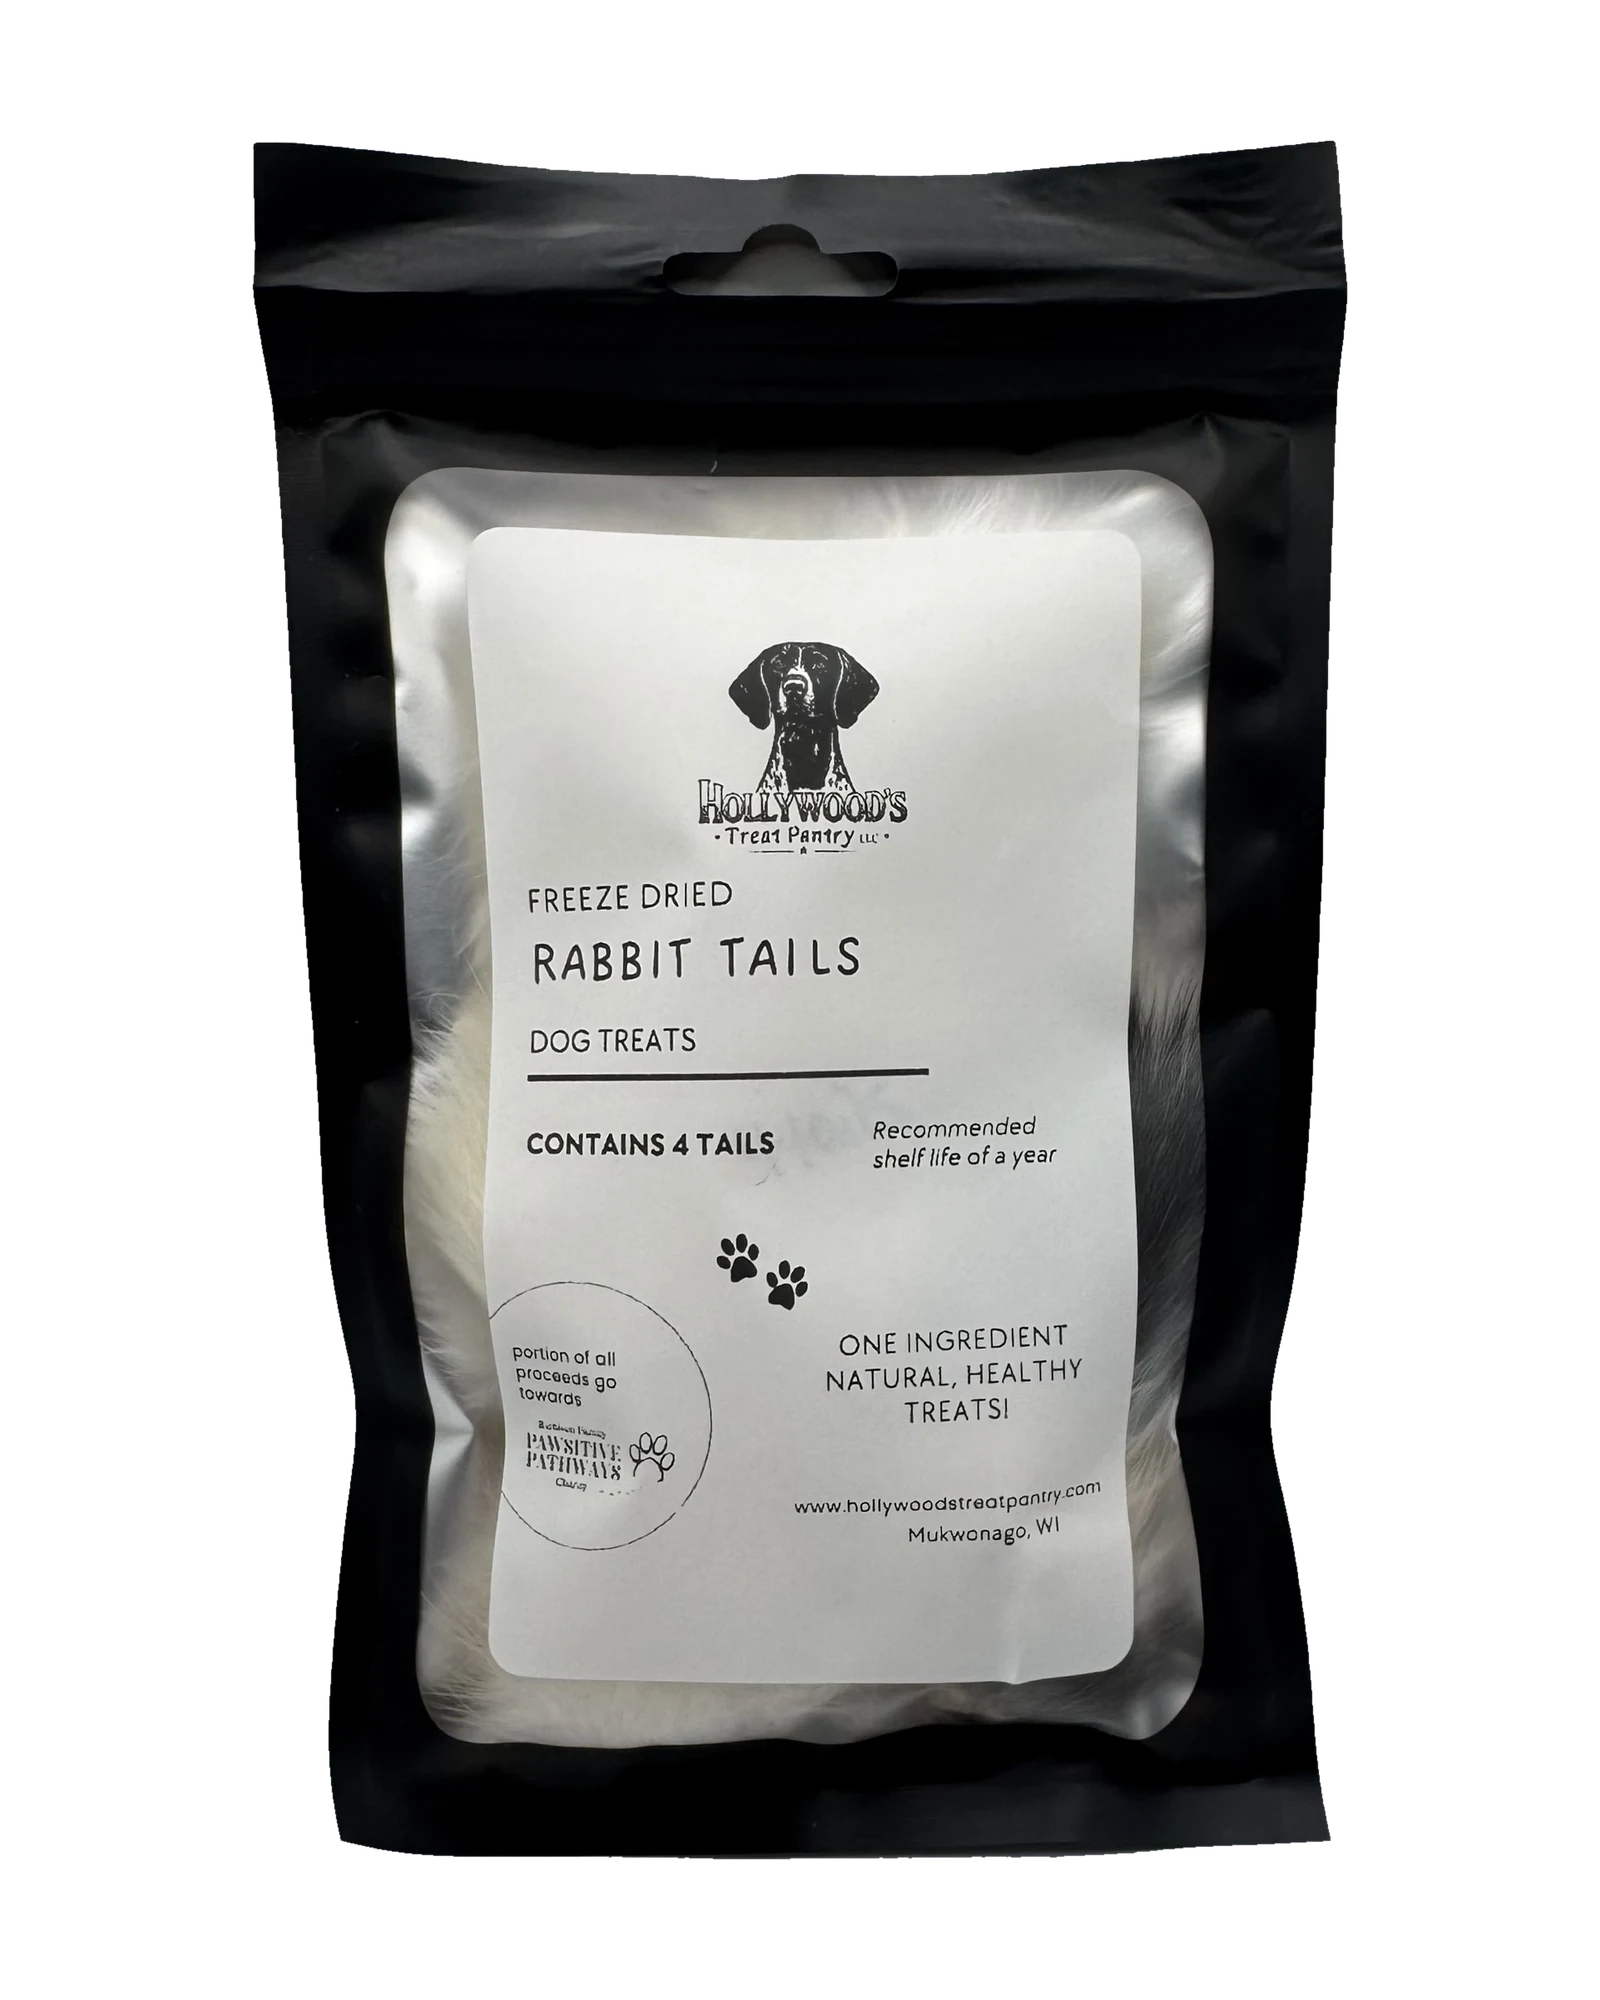 HOLLYWOOD'S
Treat Pantry LLC
FREEZE DRIED
RABBIT TAILS
DOG TREATS
CONTAINS 4 TAILS
Recommended
shelf life of a year
portion of all
proceeds go
towards
PAWSITIVE
PATHWAYS
ONE INGREDIENT
NATURAL, HEALTHY
TREATS!
www.hollywoodstreatpantry.com
Mukwonago, WI